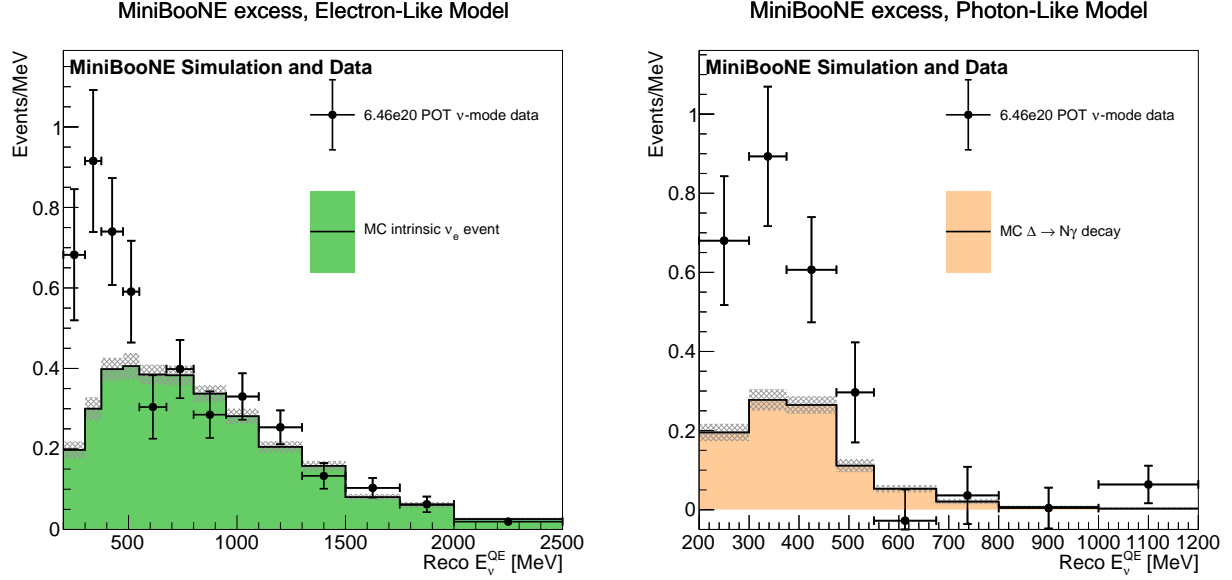 MiniBooNE excess, Electron-Like Model
MiniBooNE Simulation and Data
Events/MeV
6.46e20 POT ν-mode data
MC intrinsic νe event
1
0.8
0.6
0.4
0.2
0
500 1000 1500 2000 2500
Reco EνQE [MeV]
MiniBooNE excess, Photon-Like Model
MiniBooNE Simulation and Data
Events/MeV
6.46e20 POT ν-mode data
MC Δ → Nγ decay
1
0.8
0.6
0.4
0.2
0
200 300 400 500 600 700 800 900 1000 1100 1200
Reco EνQE [MeV]